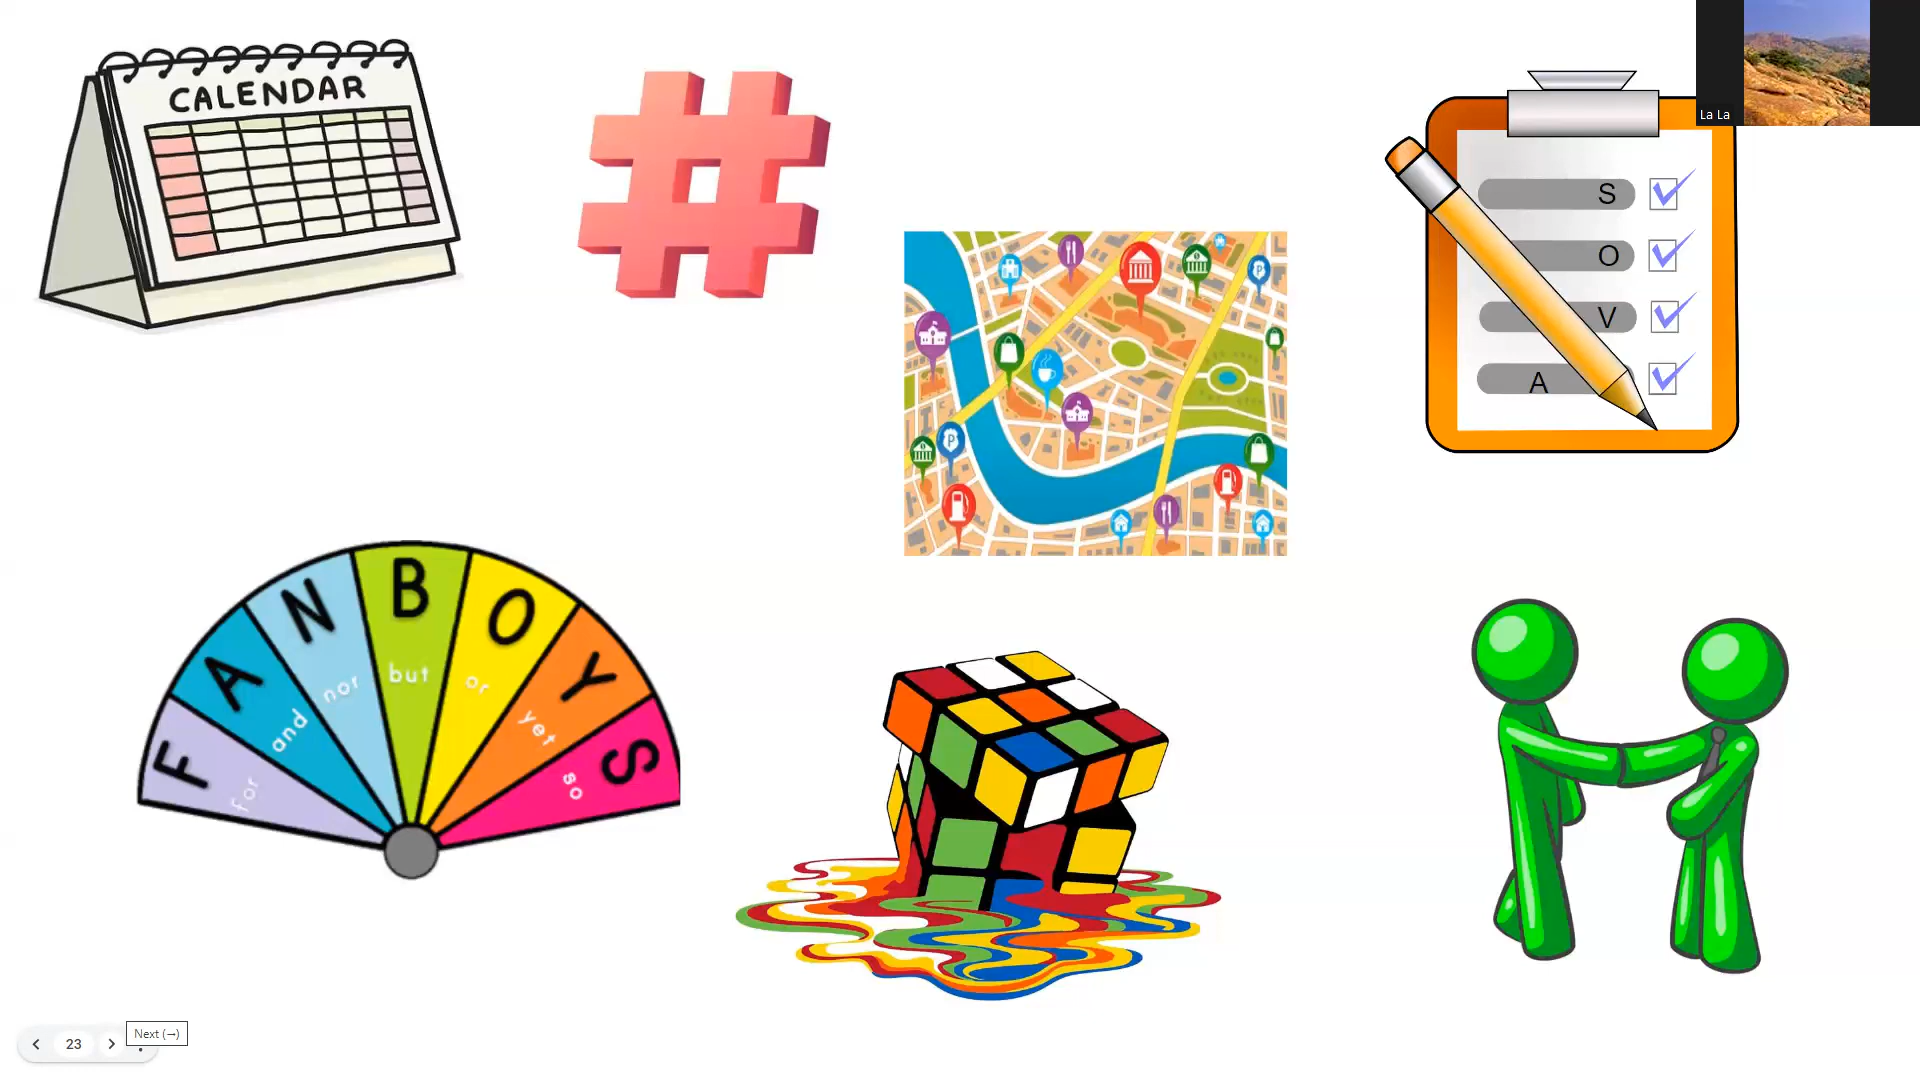 CALENDAR
#
La La
S
O
V
A
P
P
F A N B O Y S
for and nor but or yet so
23
Next (→)